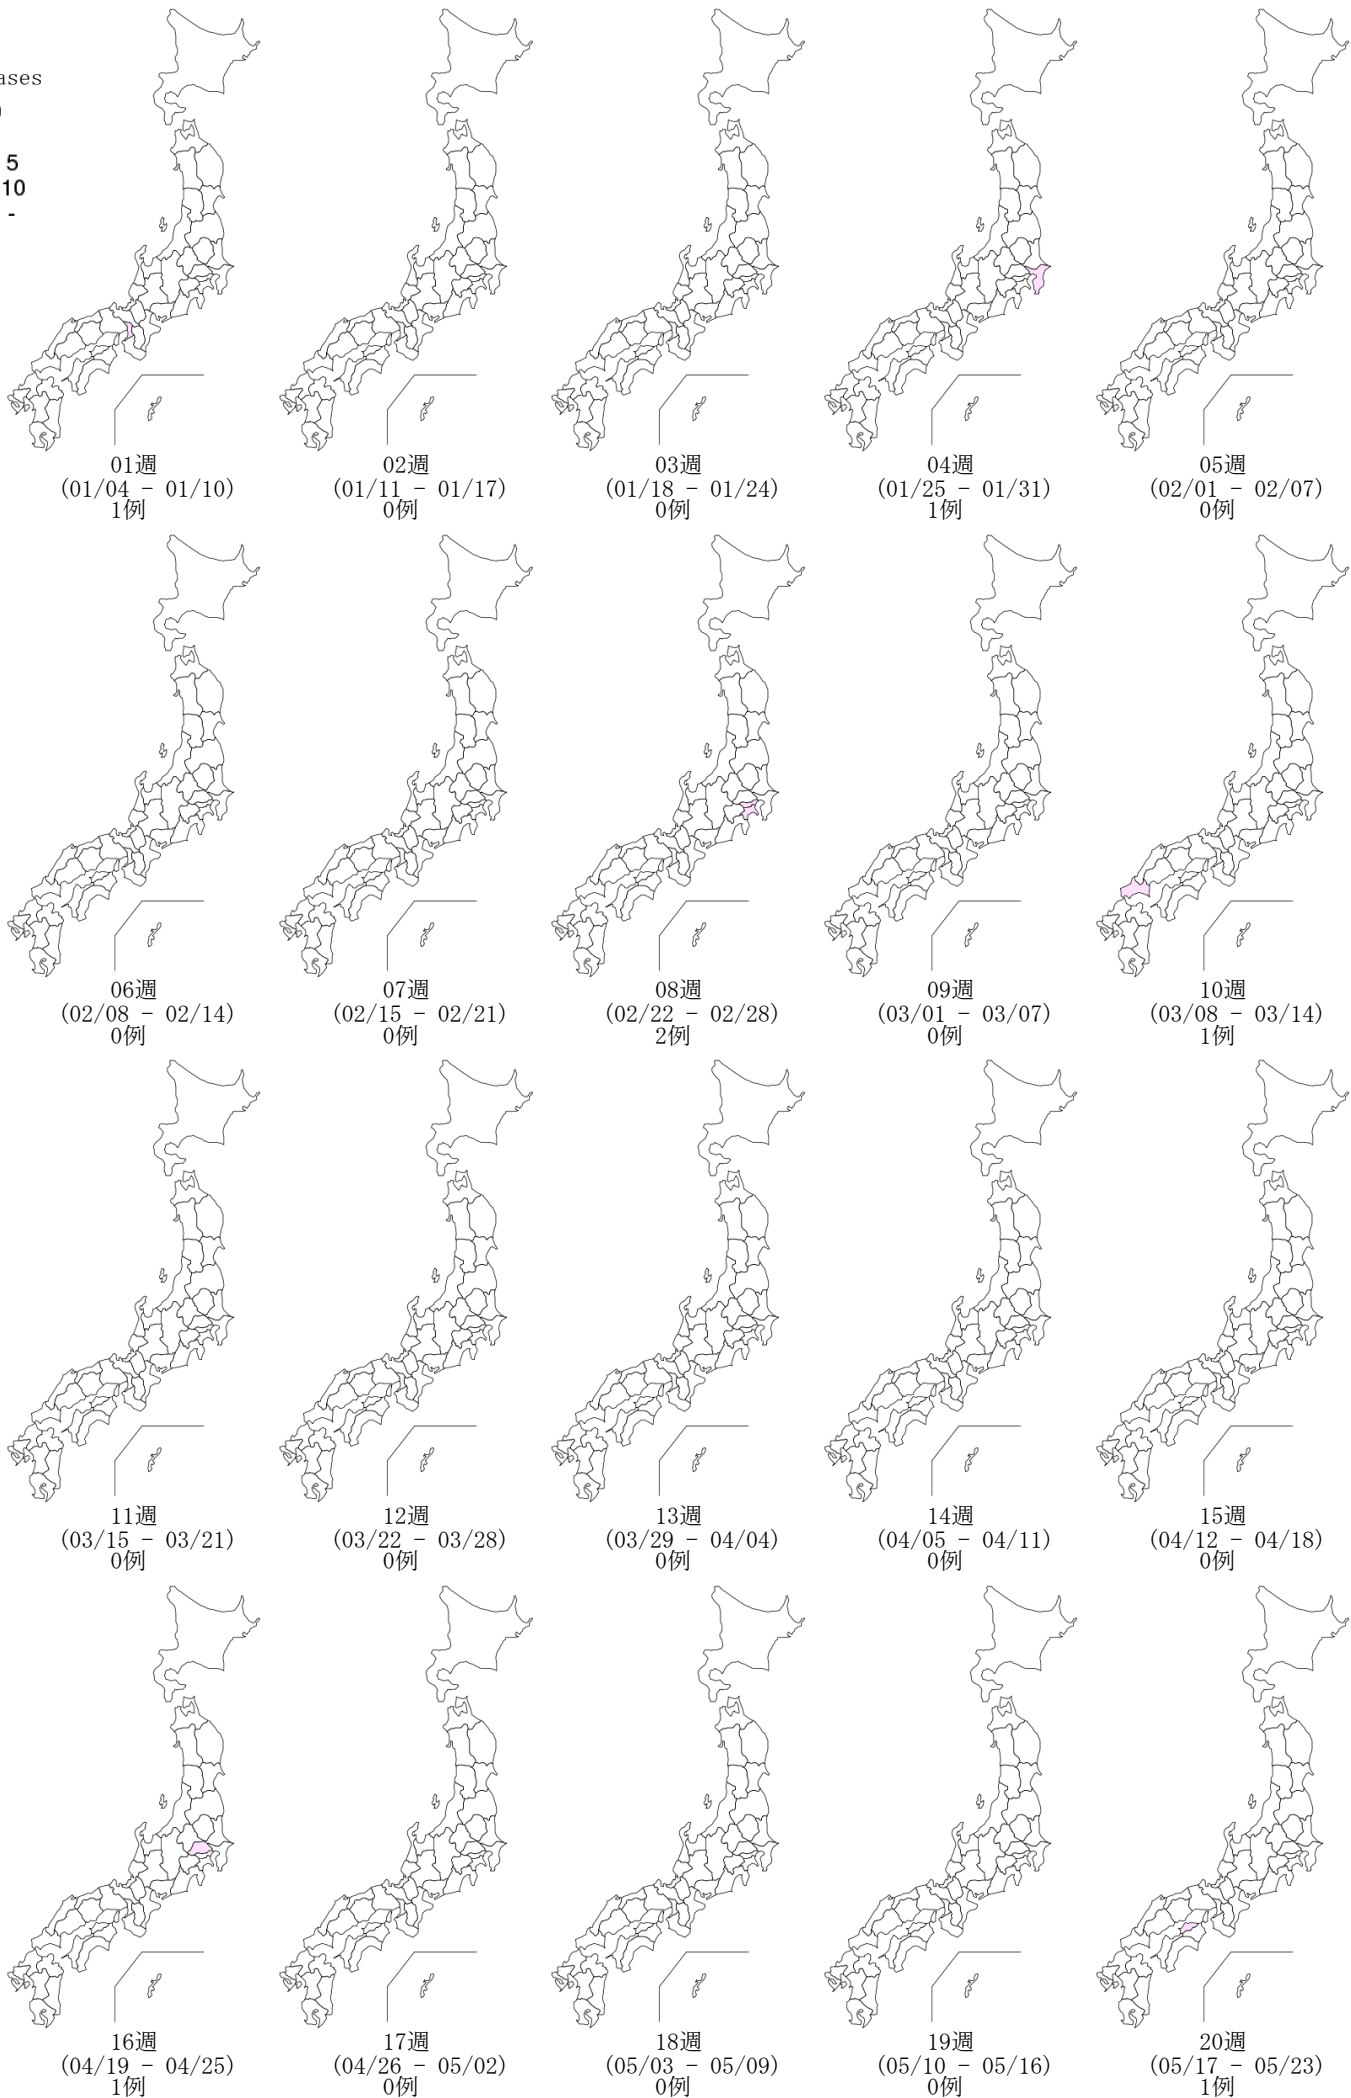 ases
5
10
-
01週
(01/04 - 01/10)
1例
02週
(01/11 - 01/17)
0例
03週
(01/18 - 01/24)
0例
04週
(01/25 - 01/31)
1例
05週
(02/01 - 02/07)
0例
06週
(02/08 - 02/14)
0例
07週
(02/15 - 02/21)
0例
08週
(02/22 - 02/28)
2例
09週
(03/01 - 03/07)
0例
10週
(03/08 - 03/14)
1例
11週
(03/15 - 03/21)
0例
12週
(03/22 - 03/28)
0例
13週
(03/29 - 04/04)
0例
14週
(04/05 - 04/11)
0例
15週
(04/12 - 04/18)
0例
16週
(04/19 - 04/25)
1例
17週
(04/26 - 05/02)
0例
18週
(05/03 - 05/09)
0例
19週
(05/10 - 05/16)
0例
20週
(05/17 - 05/23)
1例